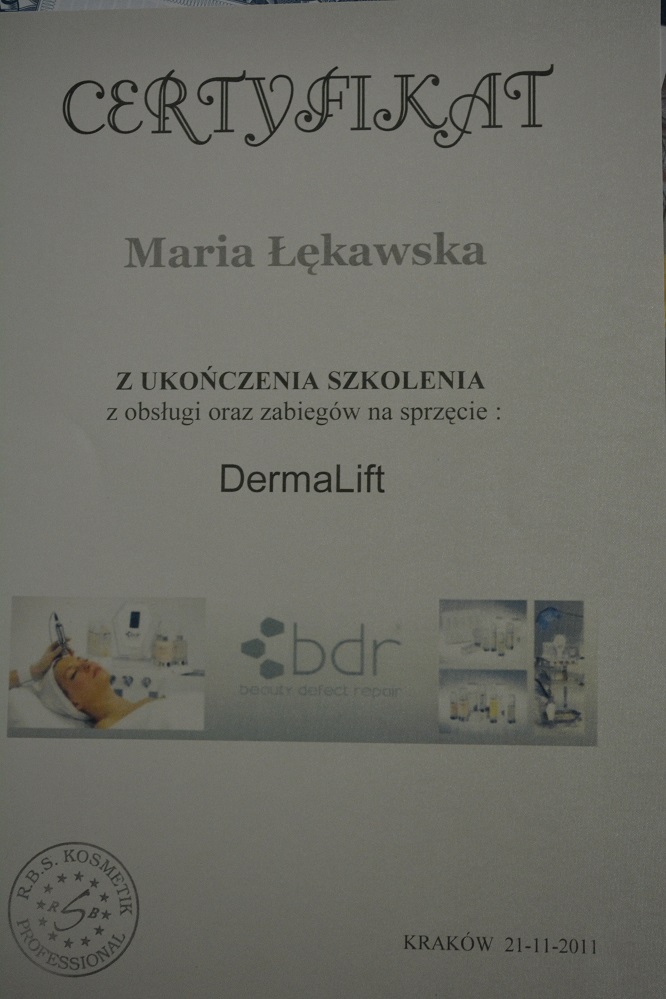 CERTYFIKAT
Maria Łękawska
Z UKOŃCZENIA SZKOLENIA
z obsługi oraz zabiegów na sprzęcie :
DermaLift
bdr
beauty defect repair
R.B.S. KOSMETIK
RSB
PROFESSIONAL
KRAKÓW 21-11-2011